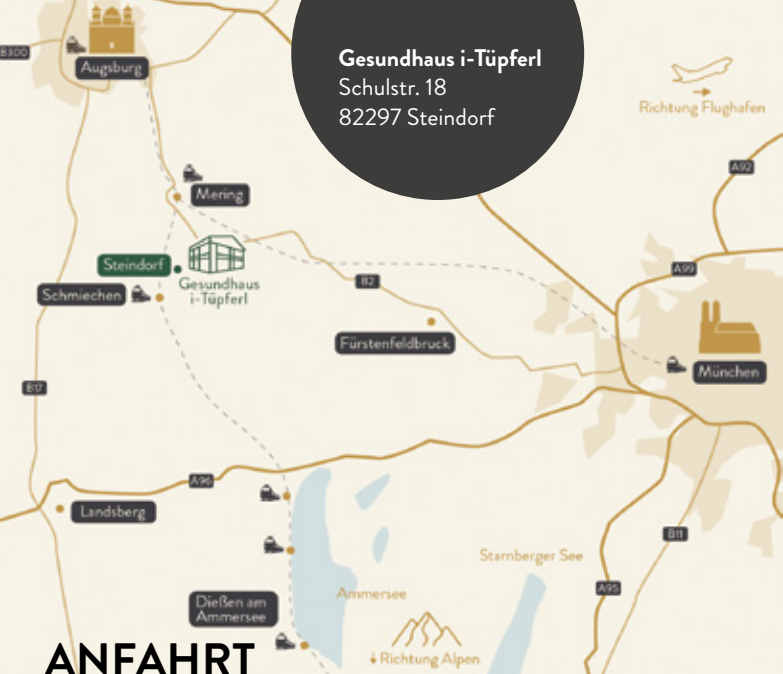 Gesundhaus i-Tüpferl
Schulstr. 18
82297 Steindorf
B300
Augsburg
Richtung Flughafen
A92
Mering
Steindorf
Gesundhaus
i-Tüpferl
A99
Schmiechen
B2
Fürstenfeldbruck
München
B17
A96
Landsberg
B11
Starnberger See
A95
Ammersee
Dießen am
Ammersee
Richtung Alpen
ANFAHRT